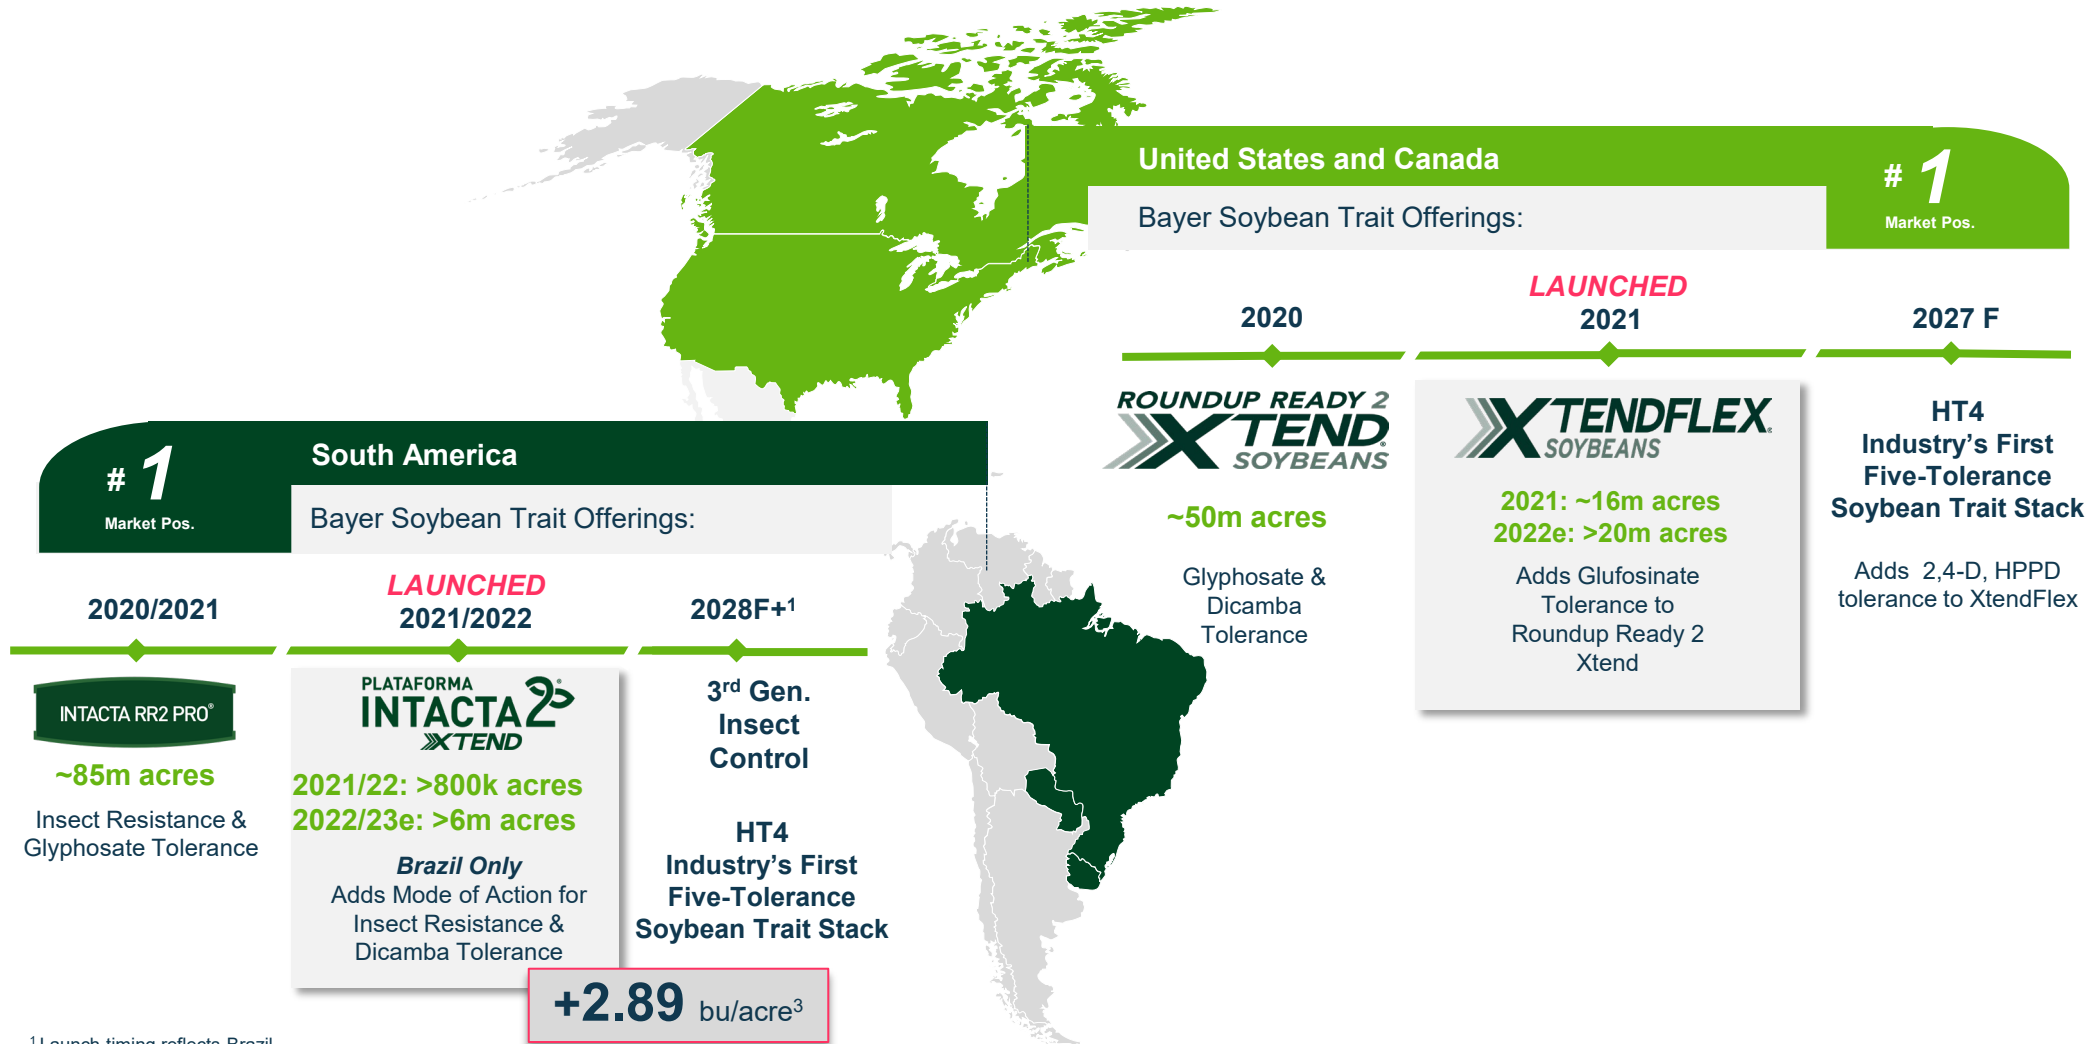 United States and Canada
# 1
Market Pos.
Bayer Soybean Trait Offerings:
2020
LAUNCHED
2021
2027 F
ROUNDUP READY 2
XTEND®
SOYBEANS
~50m acres
Glyphosate &
Dicamba
Tolerance
XTENDFLEX®
SOYBEANS
2021: ~16m acres
2022e: >20m acres
Adds Glufosinate
Tolerance to
Roundup Ready 2
Xtend
HT4
Industry’s First
Five-Tolerance
Soybean Trait Stack
Adds 2,4-D, HPPD
tolerance to XtendFlex
# 1
Market Pos.
South America
Bayer Soybean Trait Offerings:
2020/2021
LAUNCHED
2021/2022
2028F+1
INTACTA RR2 PRO®
~85m acres
Insect Resistance &
Glyphosate Tolerance
PLATAFORMA
INTACTA 2
XTEND
2021/22: >800k acres
2022/23e: >6m acres
Brazil Only
Adds Mode of Action for
Insect Resistance &
Dicamba Tolerance
3rd Gen.
Insect
Control
HT4
Industry’s First
Five-Tolerance
Soybean Trait Stack
+2.89 bu/acre3
1 Launch timing reflects Brazil